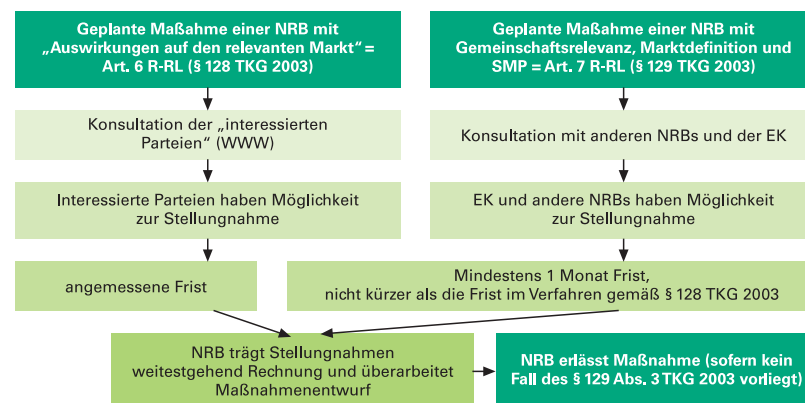 Geplante Maßahme einer NRB mit
„Auswirkungen auf den relevanten Markt“ =
Art. 6 R-RL (§ 128 TKG 2003)
Geplante Maßahme einer NRB mit
Gemeinschaftsrelevanz, Marktdefinition und
SMP = Art. 7 R-RL (§ 129 TKG 2003)
Konsultation der „interessierten
Parteien“ (WWW)
Konsultation mit anderen NRBs und der EK
Interessierte Parteien haben Möglichkeit
zur Stellungnahme
EK und andere NRBs haben Möglichkeit
zur Stellungnahme
angemessene Frist
Mindestens 1 Monat Frist,
nicht kürzer als die Frist im Verfahren gemäß § 128 TKG 2003
NRB trägt Stellungnahmen
weitestgehend Rechnung und überarbeitet
Maßnahmenentwurf
NRB erlässt Maßnahme (sofern kein
Fall des § 129 Abs. 3 TKG 2003 vorliegt)